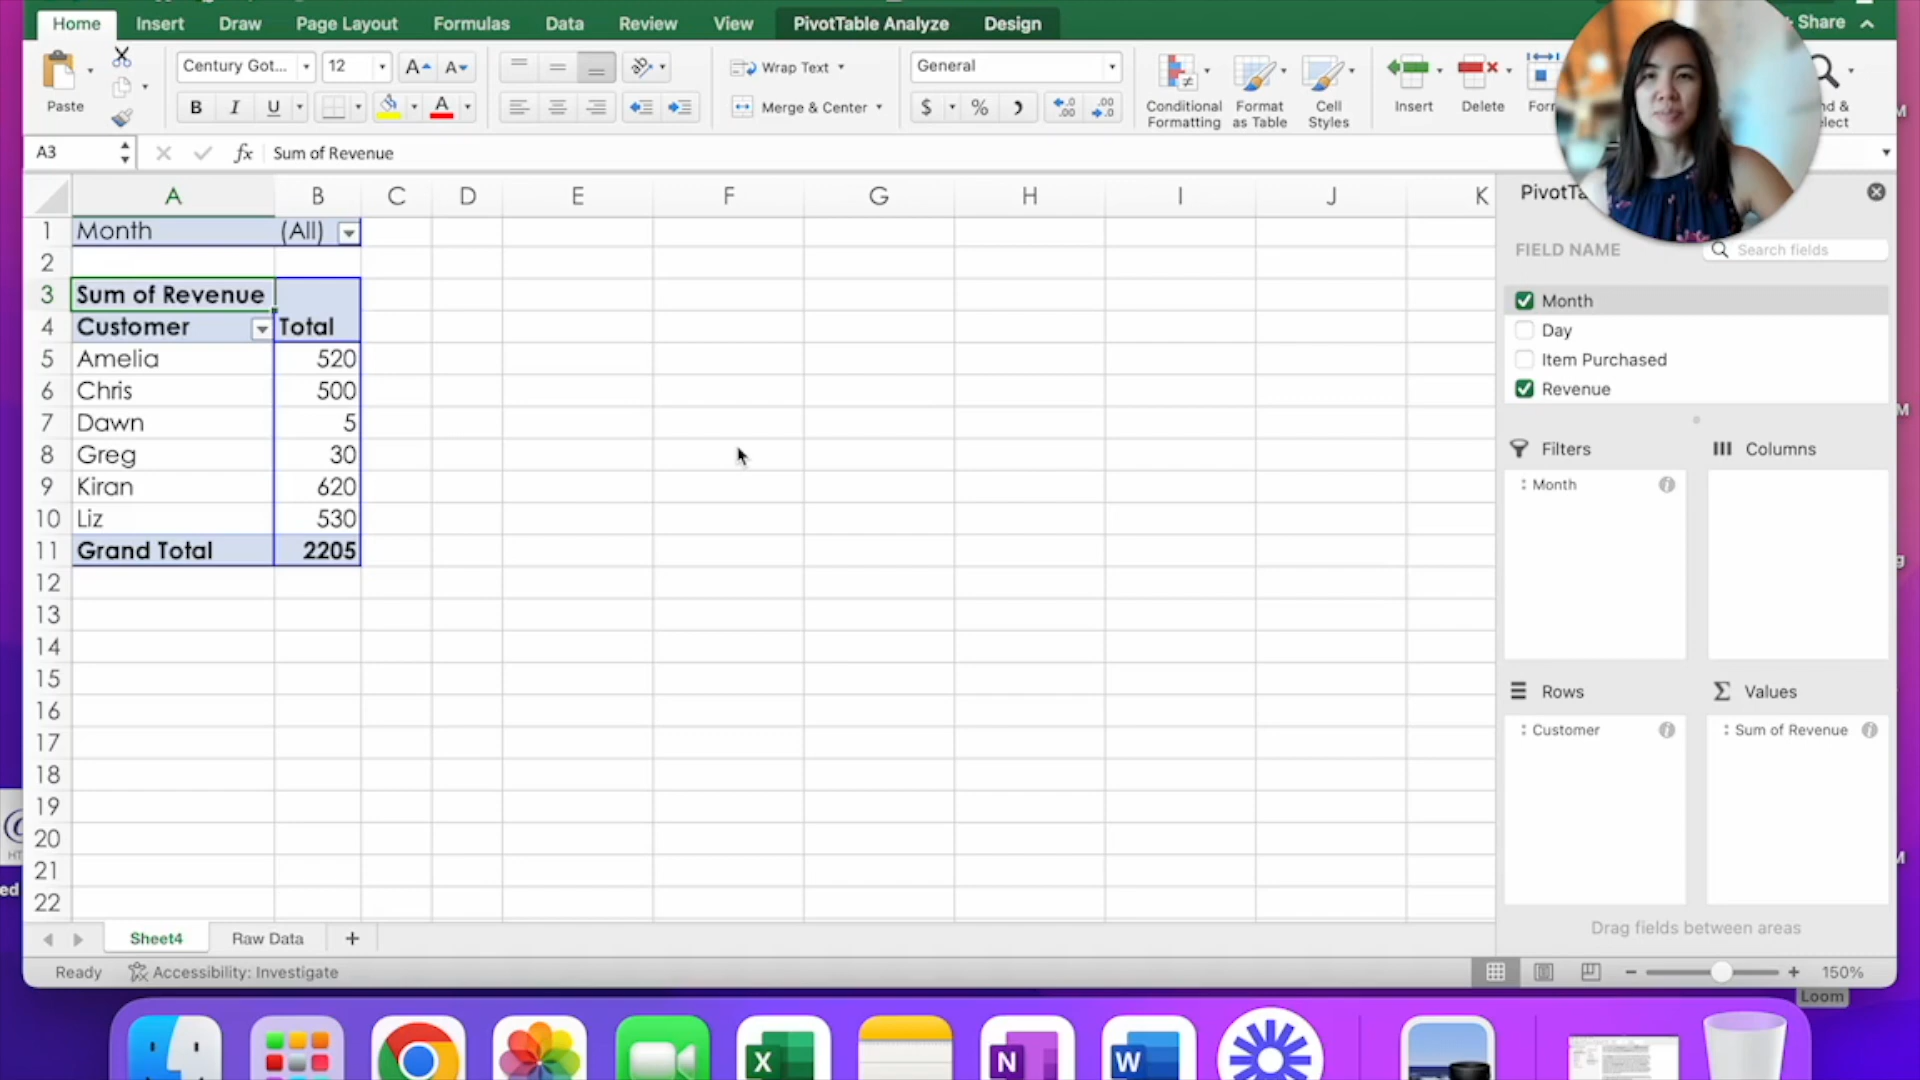 Home Insert Draw Page Layout Formulas Data Review View PivotTable Analyze Design Share
Century Got... 12 A A Wrap Text General
Paste B I U A Merge & Center $ % Conditional Formatting Format as Table Cell Styles Insert Delete
A3 fx Sum of Revenue
A B C D E F G H I J K
1 Month (All)
2
3 Sum of Revenue
4 Customer Total
5 Amelia 520
6 Chris 500
7 Dawn 5
8 Greg 30
9 Kiran 620
10 Liz 530
11 Grand Total 2205
12
13
14
15
16
17
18
19
20
21
22
FIELD NAME Search fields
Month
Day
Item Purchased
Revenue
Filters Columns
Month
Rows Values
Customer Sum of Revenue
Drag fields between areas
Sheet4 Raw Data +
Ready Accessibility: Investigate 150%
Loom
X N W